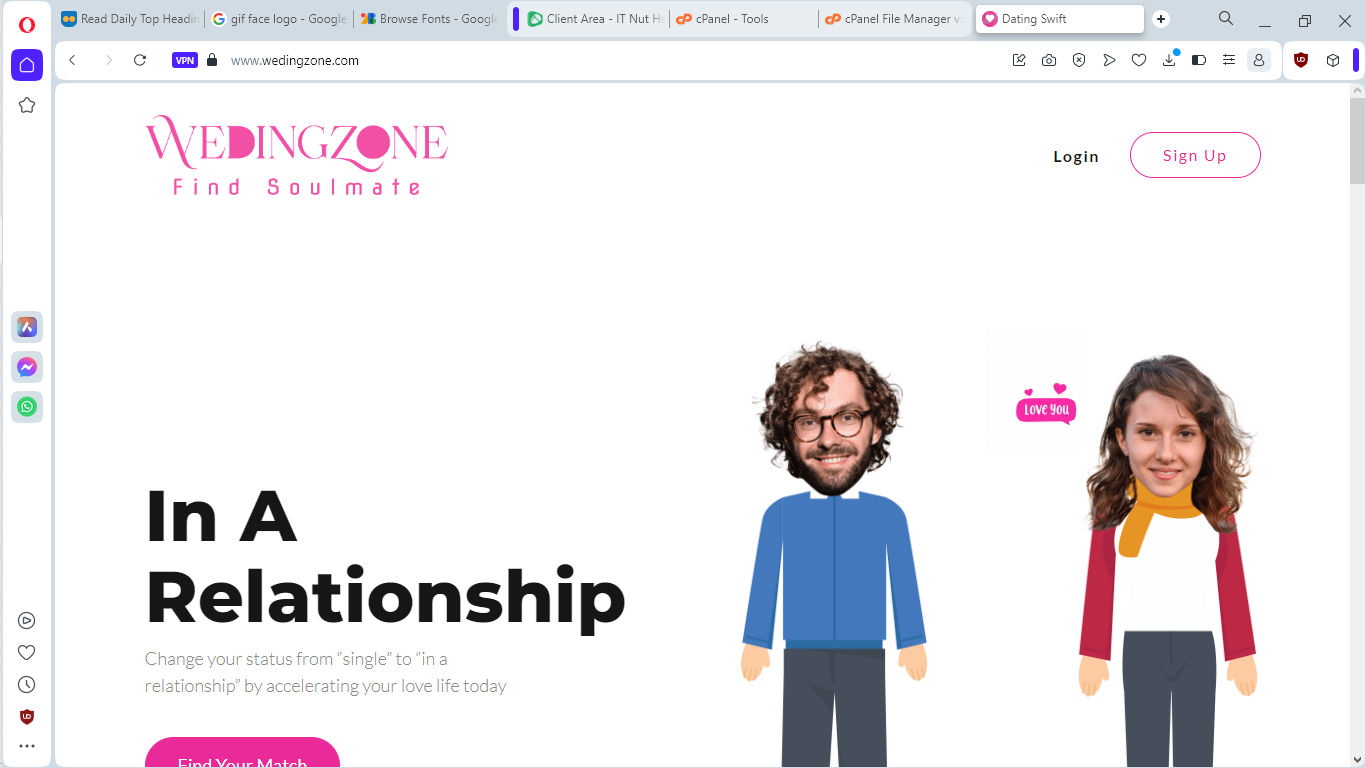 Read Daily Top Headin
gif face logo - Google
Browse Fonts - Google
Client Area - IT Nut Ho
cPanel - Tools
cPanel File Manager v
Dating Swift
VPN
www.wedingzone.com
WEDINGZONE
Find Soulmate
Login
Sign Up
Love you
In A
Relationship
Change your status from “single” to “in a
relationship” by accelerating your love life today
Find Your Match